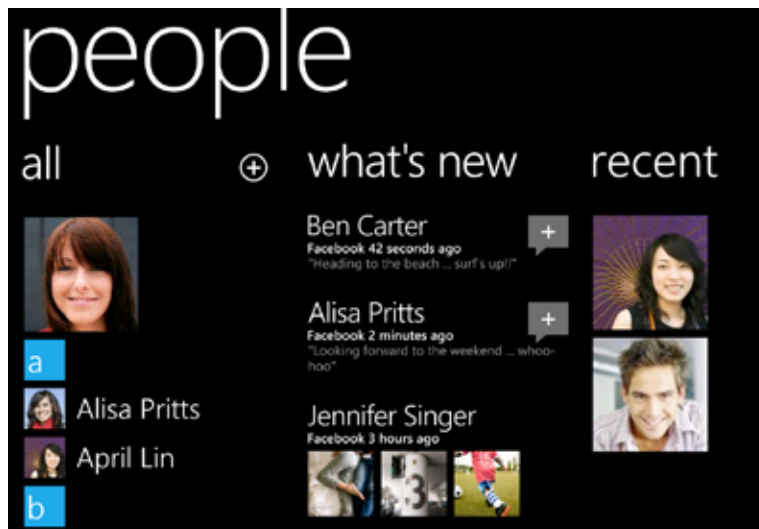 people
all
what's new
recent
Ben Carter
Facebook 42 seconds ago
"Heading to the beach ... surf's up!!"
Alisa Pritts
Facebook 2 minutes ago
"Looking forward to the weekend ... whoo-
hoo"
Jennifer Singer
Facebook 3 hours ago
3
a
Alisa Pritts
April Lin
b